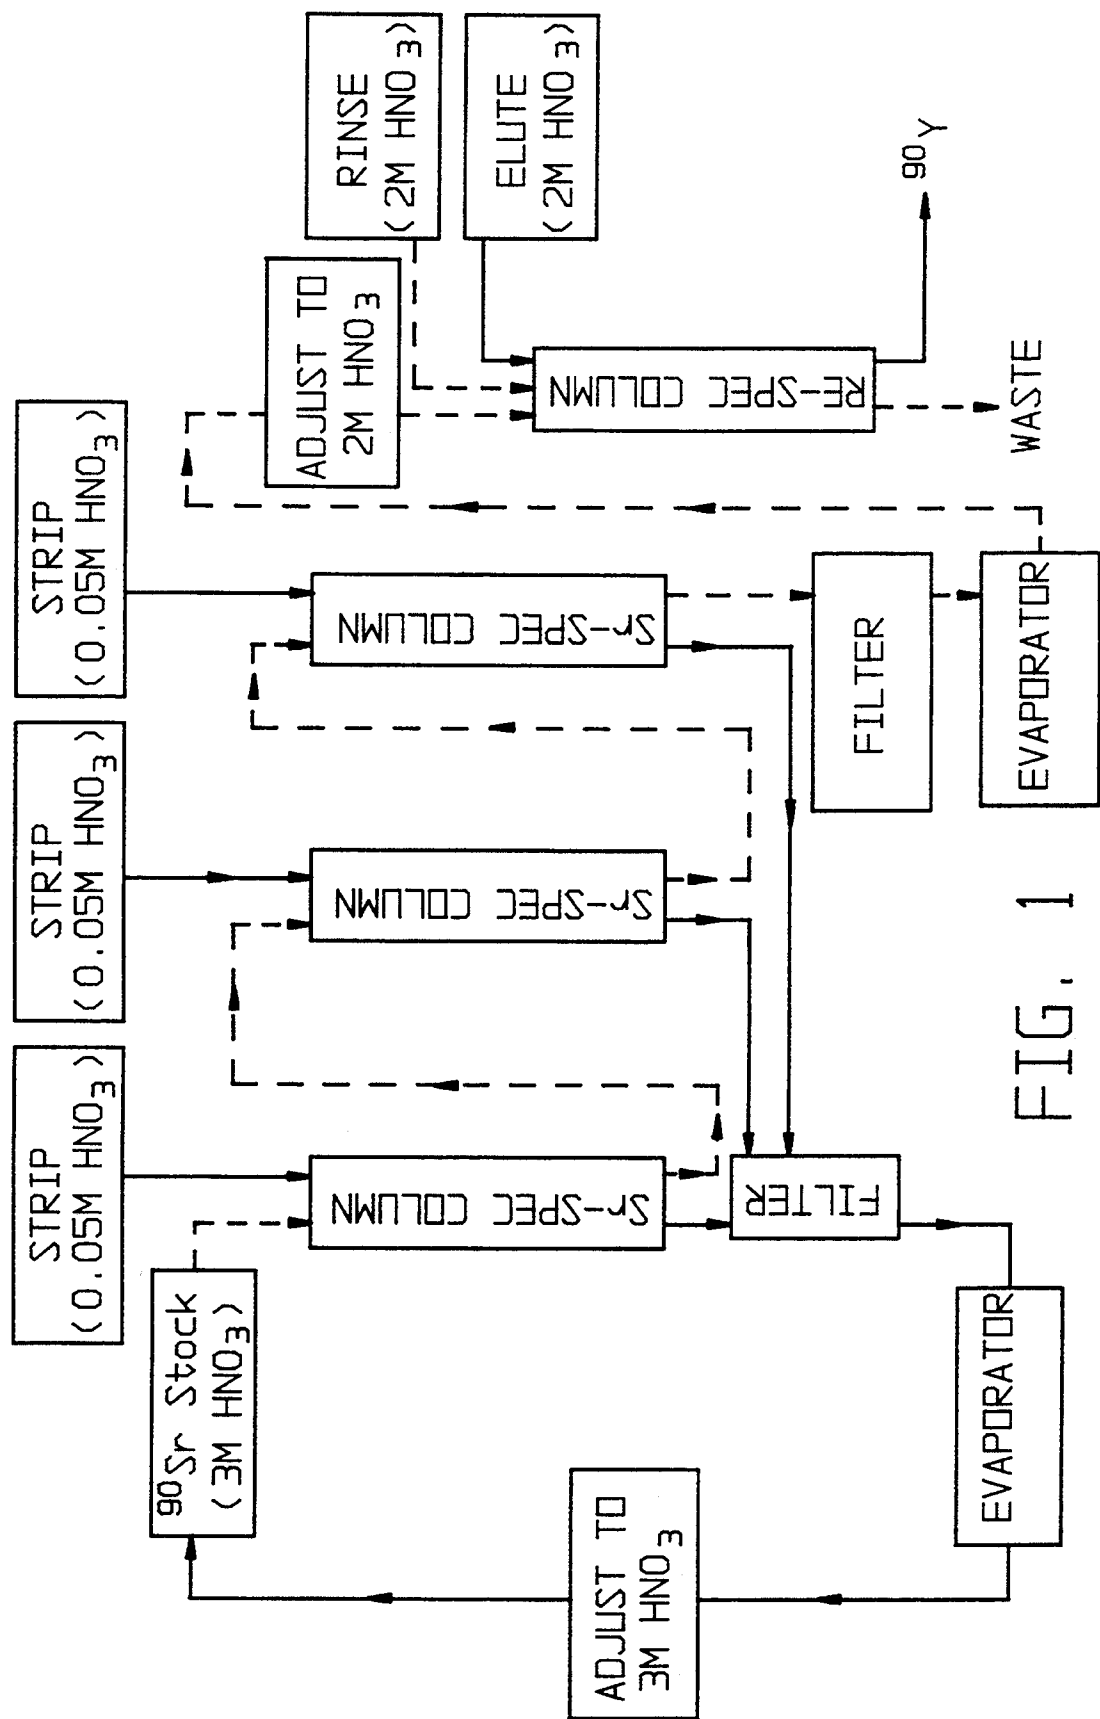 STRIP
(0.05M HNO₃)
STRIP
(0.05M HNO₃)
STRIP
(0.05M HNO₃)
⁹⁰Sr Stock
(3M HNO₃)
ADJUST TO
2M HNO₃
RINSE
(2M HNO₃)
ELUTE
(2M HNO₃)
Sr-SPEC COLUMN
Sr-SPEC COLUMN
Sr-SPEC COLUMN
RE-SPEC COLUMN
ADJUST TO
3M HNO₃
FILTER
FILTER
⁹⁰Y
WASTE
EVAPORATOR
EVAPORATOR
FIG. 1